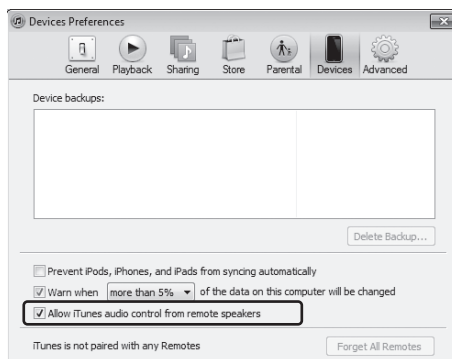 Devices Preferences
General Playback Sharing Store Parental Devices Advanced
Device backups:
Delete Backup...
Prevent iPods, iPhones, and iPads from syncing automatically
Warn when more than 5% of the data on this computer will be changed
Allow iTunes audio control from remote speakers
iTunes is not paired with any Remotes Forget All Remotes